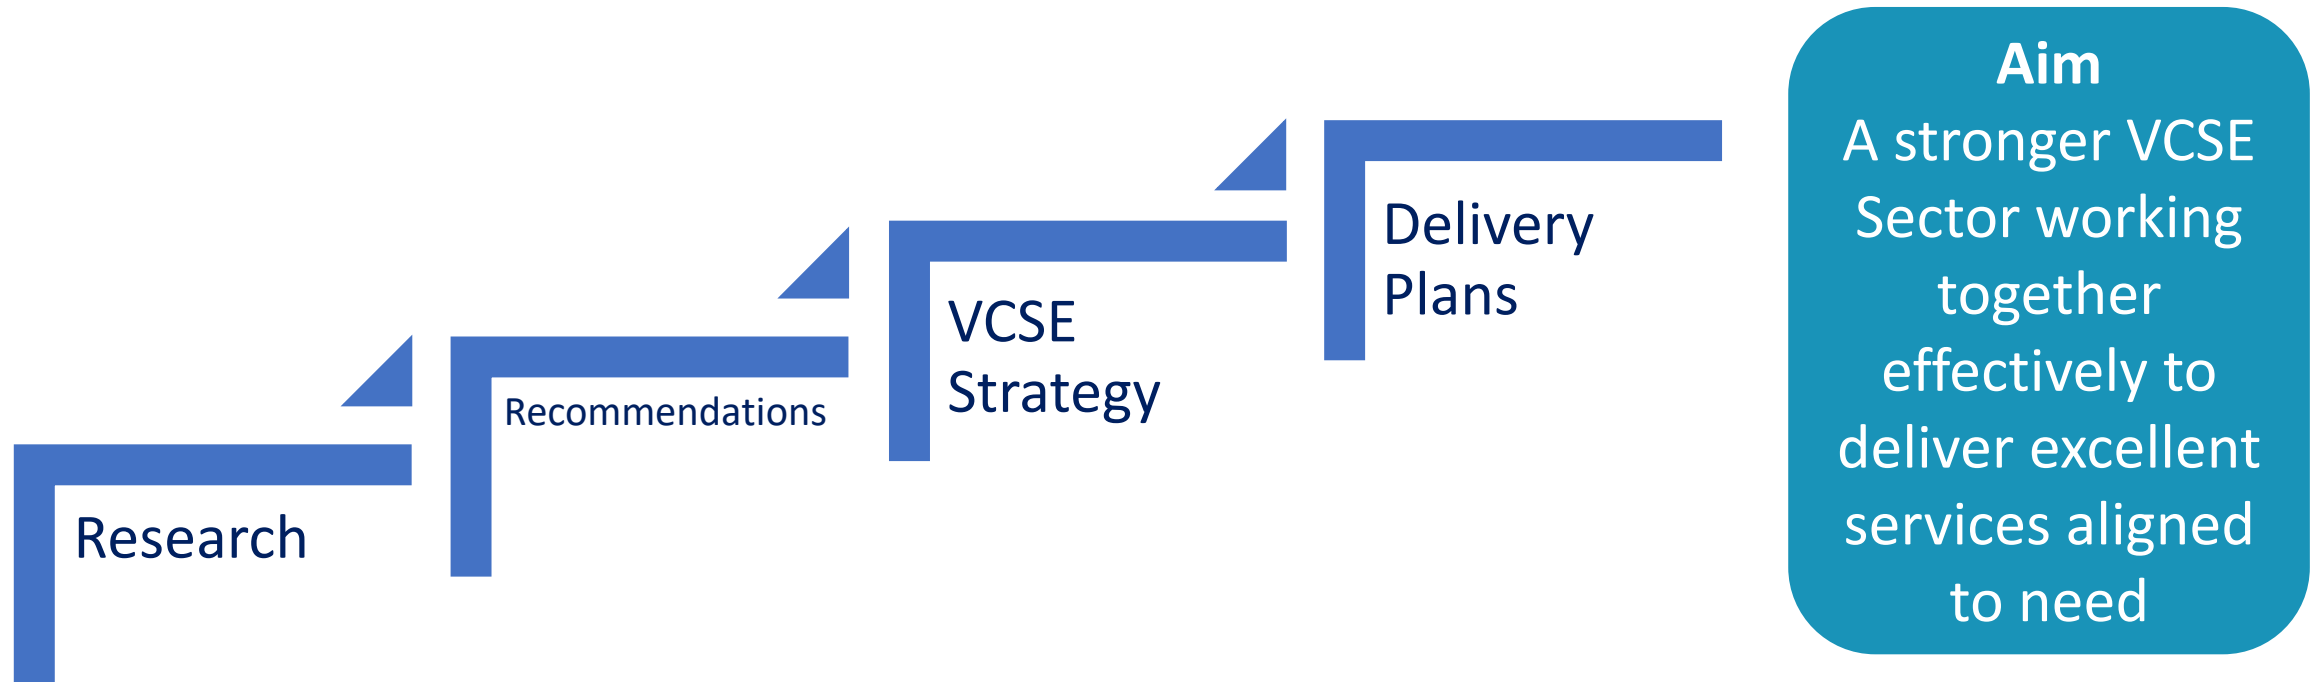 Research
Recommendations
VCSE
Strategy
Delivery
Plans
Aim
A stronger VCSE
Sector working
together
effectively to
deliver excellent
services aligned
to need